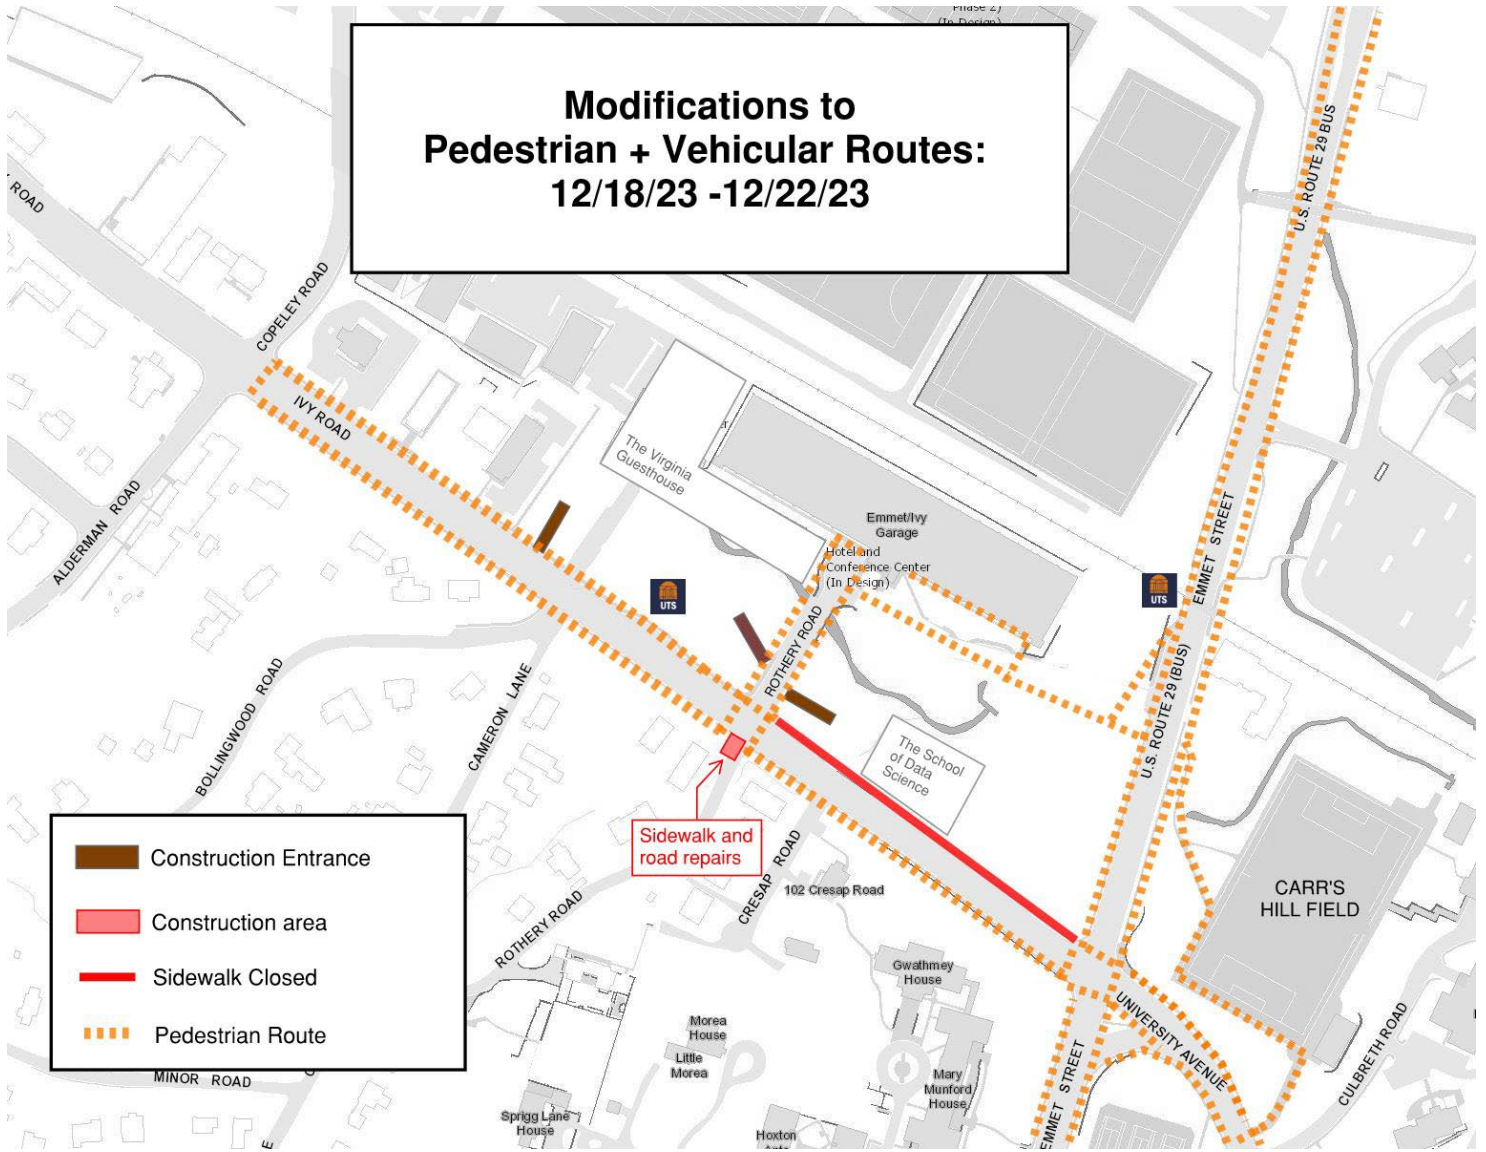 Phase 2)
(In Design)
Modifications to
Pedestrian + Vehicular Routes:
12/18/23 -12/22/23
U.S. ROUTE 29 BUS
ROAD
COPELEY ROAD
IVY ROAD
ALDERMAN ROAD
The Virginia
Guesthouse
Emmet/Ivy
Garage
Hotel and
Conference Center
(In Design)
EMMET STREET
UTS
UTS
ROTHERY ROAD
U.S. ROUTE 29 (BUS)
BOLLINGWOOD ROAD
CAMERON LANE
The School
of Data
Science
Sidewalk and
road repairs
CRESAP ROAD
102 Cresap Road
CARR'S
HILL FIELD
ROTHERY ROAD
Gwathmey
House
Construction Entrance
Construction area
Sidewalk Closed
Pedestrian Route
UNIVERSITY AVENUE
CULBRETH ROAD
Morea
House
Little
Morea
EMMET STREET
Mary
Munford
House
MINOR ROAD
Sprigg Lane
House
Hoxton